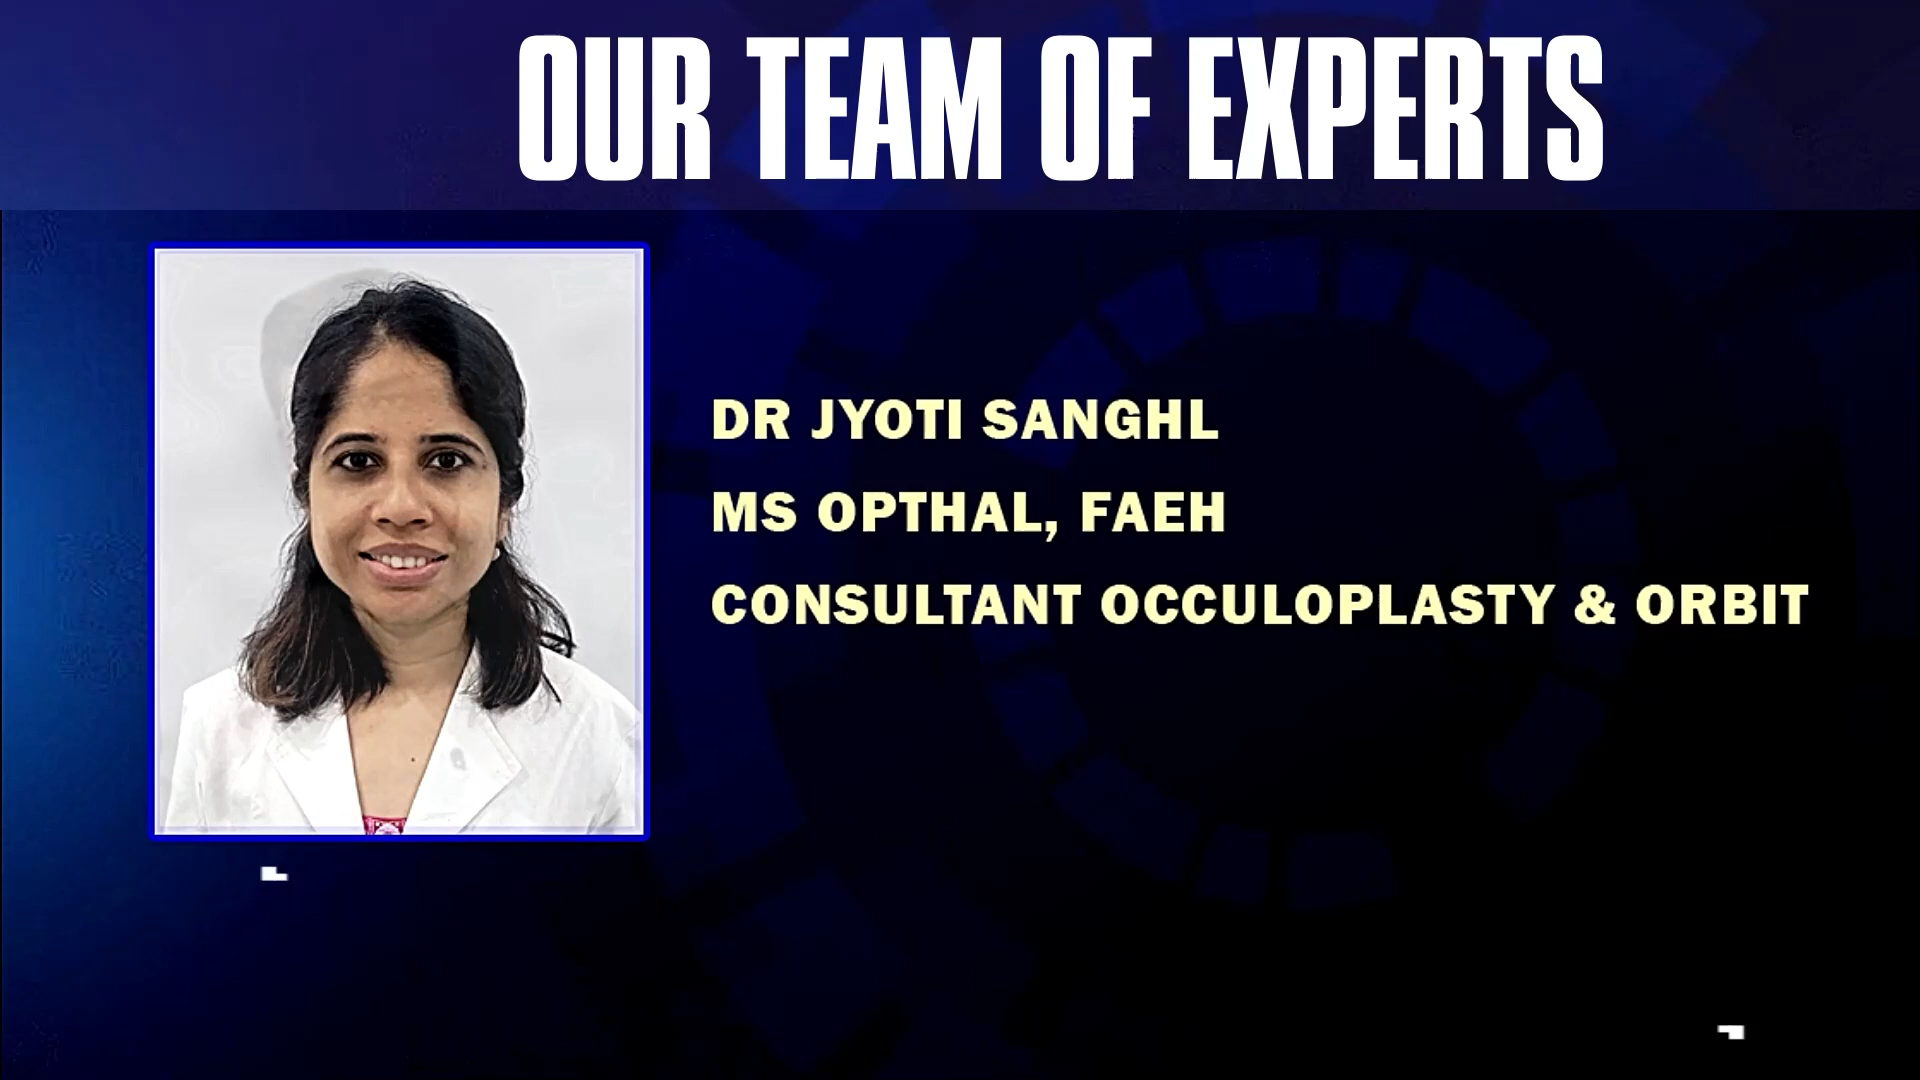 OUR TEAM OF EXPERTS
DR JYOTI SANGHL
MS OPTHAL, FAEH
CONSULTANT OCCULOPLASTY & ORBIT